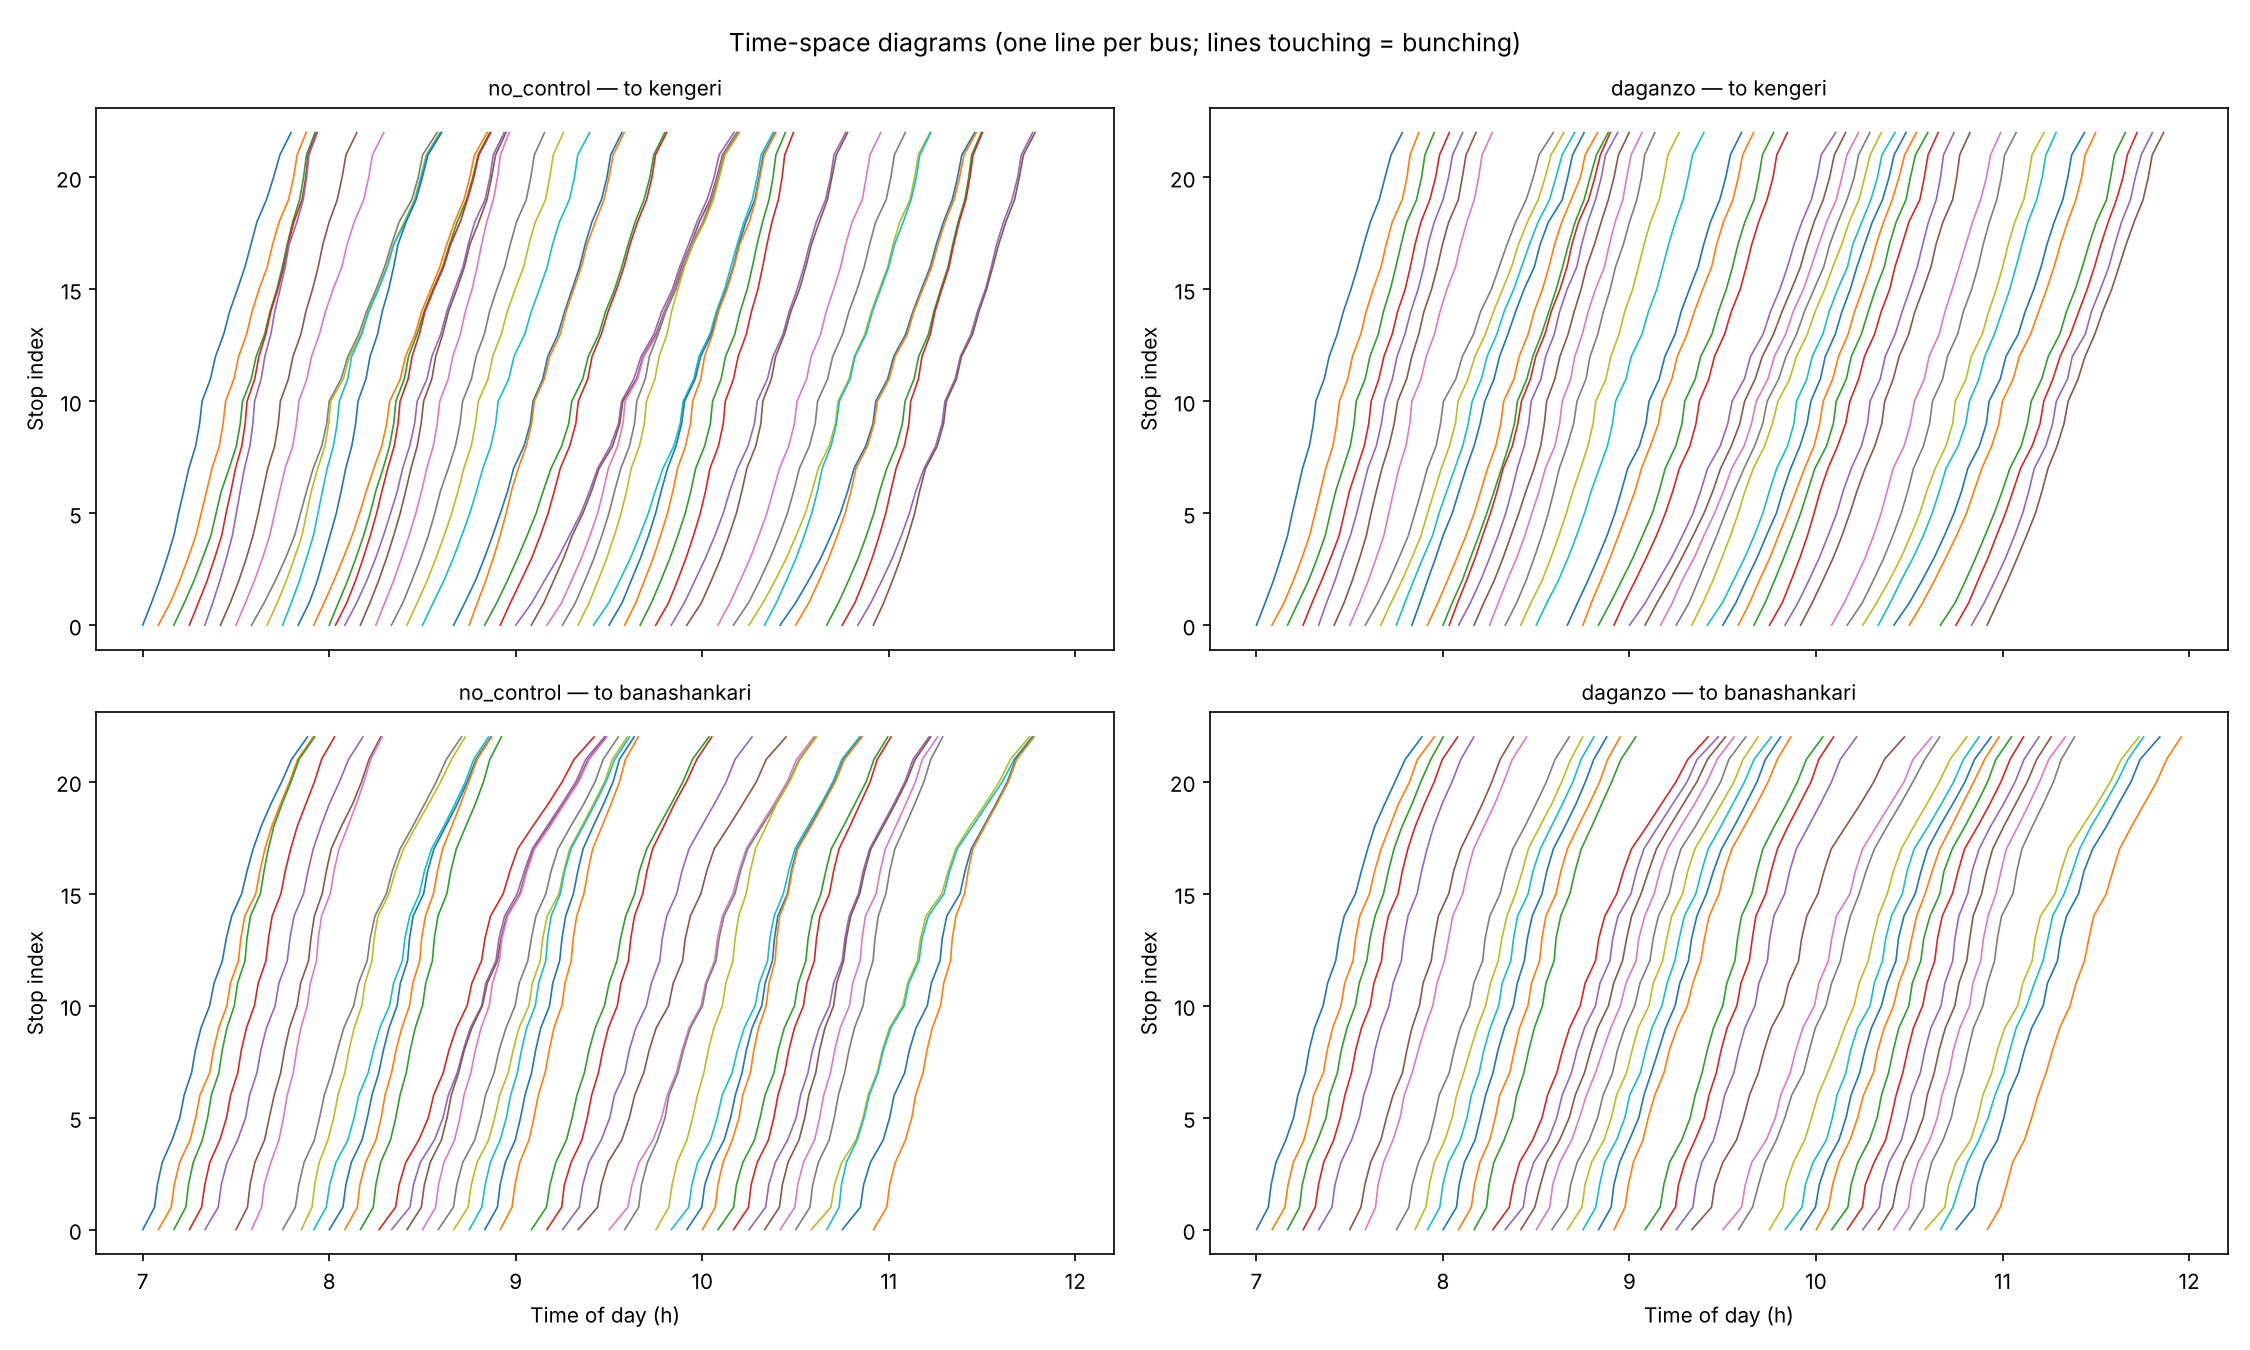 Time-space diagrams (one line per bus; lines touching = bunching)
no_control — to kengeri
Stop index
20
15
10
5
0
daganzo — to kengeri
Stop index
20
15
10
5
0
no_control — to banashankari
Stop index
20
15
10
5
0
7 8 9 10 11 12
Time of day (h)
daganzo — to banashankari
Stop index
20
15
10
5
0
7 8 9 10 11 12
Time of day (h)